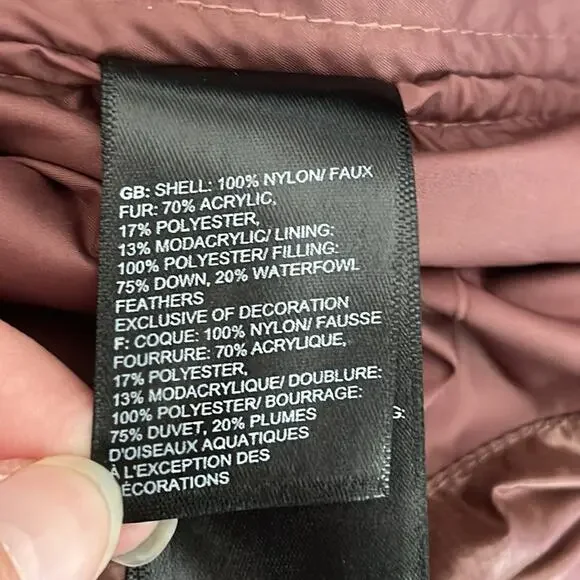 GB: SHELL: 100% NYLON/ FAUX
FUR: 70% ACRYLIC,
17% POLYESTER,
13% MODACRYLIC/ LINING:
100% POLYESTER/ FILLING:
75% DOWN, 20% WATERFOWL
FEATHERS
EXCLUSIVE OF DECORATION
F: COQUE: 100% NYLON/ FAUSSE
FOURRURE: 70% ACRYLIQUE,
17% POLYESTER,
13% MODACRYLIQUE/ DOUBLURE:
100% POLYESTER/ BOURRAGE:
75% DUVET, 20% PLUMES
D'OISEAUX AQUATIQUES
À L'EXCEPTION DES
DÉCORATIONS